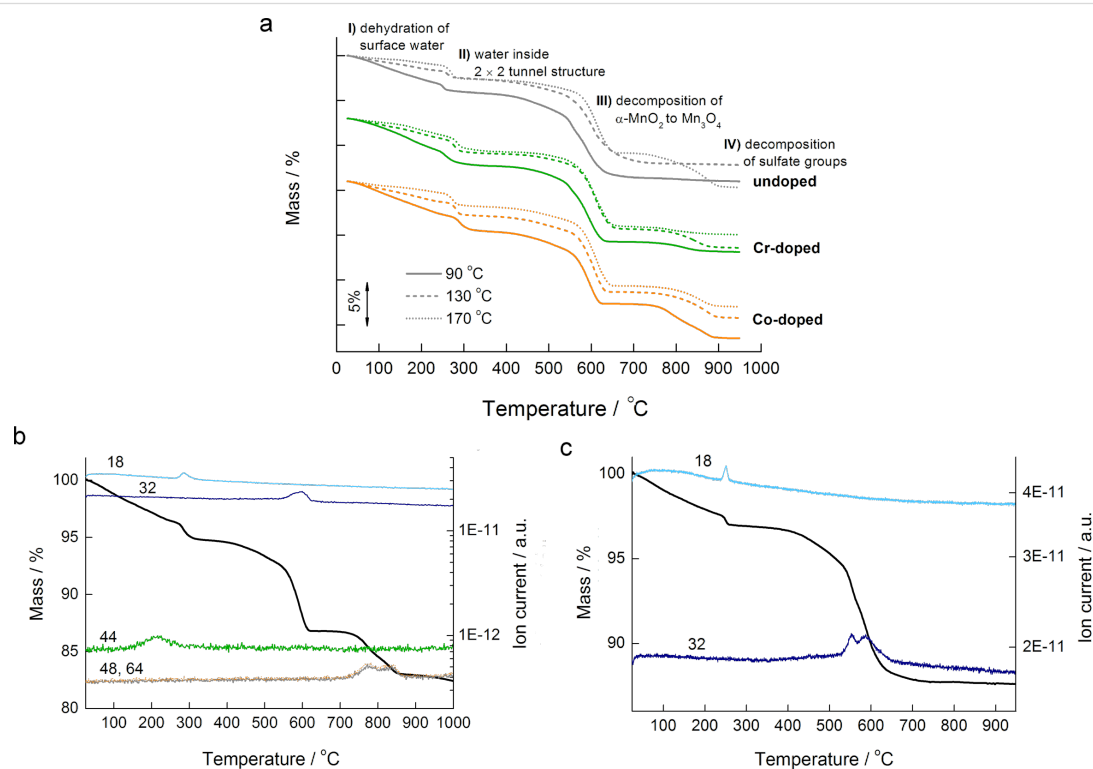 a
I) dehydration of
surface water
II) water inside
2 × 2 tunnel structure
III) decomposition of
α-MnO2 to Mn3O4
IV) decomposition
of sulfate groups
undoped
Cr-doped
Co-doped
Mass / %
5%
90 °C
130 °C
170 °C
0 100 200 300 400 500 600 700 800 900 1000
Temperature / °C
b
18
32
44
48, 64
100
95
90
85
80
Mass / %
1E-11
1E-12
Ion current / a.u.
100 200 300 400 500 600 700 800 900 1000
Temperature / °C
c
18
32
100
95
90
Mass / %
4E-11
3E-11
2E-11
Ion current / a.u.
100 200 300 400 500 600 700 800 900
Temperature / °C